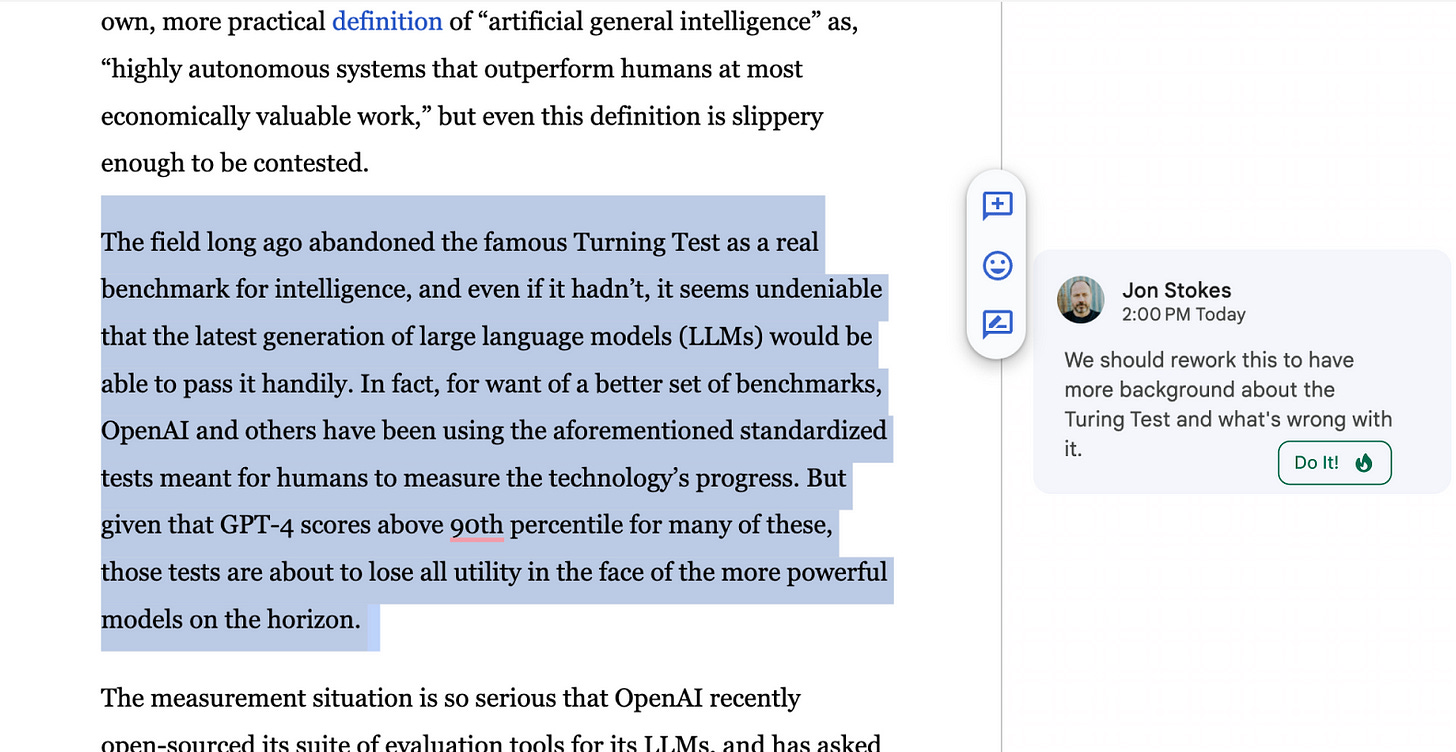 own, more practical definition of “artificial general intelligence” as,
“highly autonomous systems that outperform humans at most
economically valuable work,” but even this definition is slippery
enough to be contested.
The field long ago abandoned the famous Turning Test as a real
benchmark for intelligence, and even if it hadn’t, it seems undeniable
that the latest generation of large language models (LLMs) would be
able to pass it handily. In fact, for want of a better set of benchmarks,
OpenAI and others have been using the aforementioned standardized
tests meant for humans to measure the technology’s progress. But
given that GPT-4 scores above 90th percentile for many of these,
those tests are about to lose all utility in the face of the more powerful
models on the horizon.
The measurement situation is so serious that OpenAI recently
open-sourced its suite of evaluation tools for its LLMs, and has asked
Jon Stokes
2:00 PM Today
We should rework this to have
more background about the
Turing Test and what's wrong with
it.
Do It!